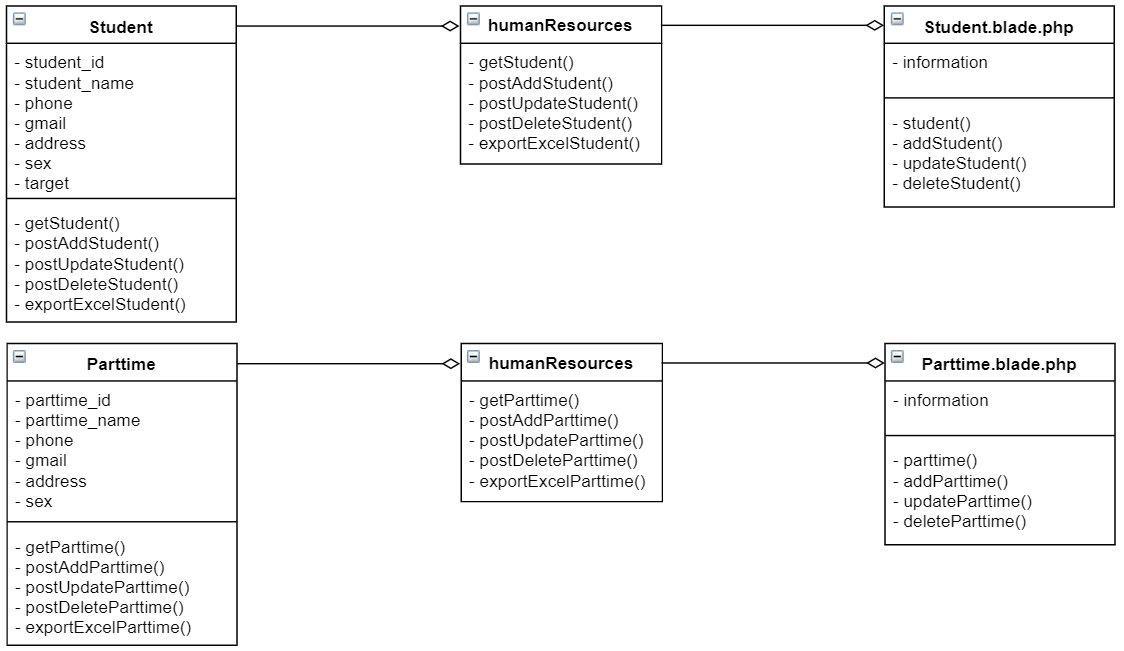 Student
- student_id
- student_name
- phone
- gmail
- address
- sex
- target
- getStudent()
- postAddStudent()
- postUpdateStudent()
- postDeleteStudent()
- exportExcelStudent()
humanResources
- getStudent()
- postAddStudent()
- postUpdateStudent()
- postDeleteStudent()
- exportExcelStudent()
Student.blade.php
- information
- student()
- addStudent()
- updateStudent()
- deleteStudent()
Parttime
- parttime_id
- parttime_name
- phone
- gmail
- address
- sex
- getParttime()
- postAddParttime()
- postUpdateParttime()
- postDeleteParttime()
- exportExcelParttime()
humanResources
- getParttime()
- postAddParttime()
- postUpdateParttime()
- postDeleteParttime()
- exportExcelParttime()
Parttime.blade.php
- information
- parttime()
- addParttime()
- updateParttime()
- deleteParttime()